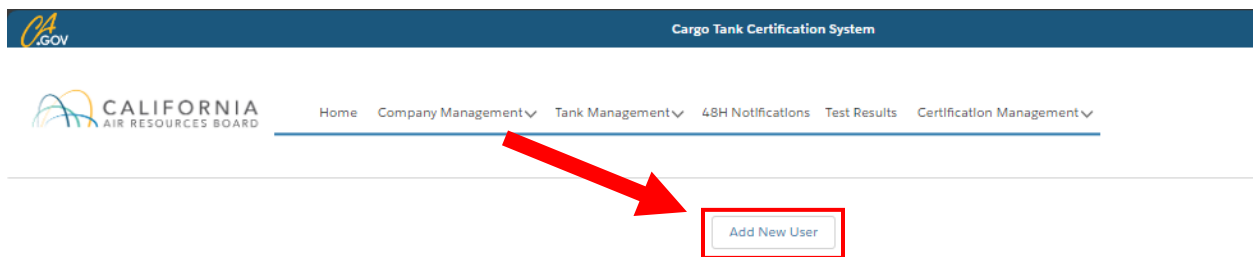 CA
.GOV
Cargo Tank Certification System
CALIFORNIA
AIR RESOURCES BOARD
Home Company Management Tank Management 48H Notifications Test Results Certification Management
Add New User